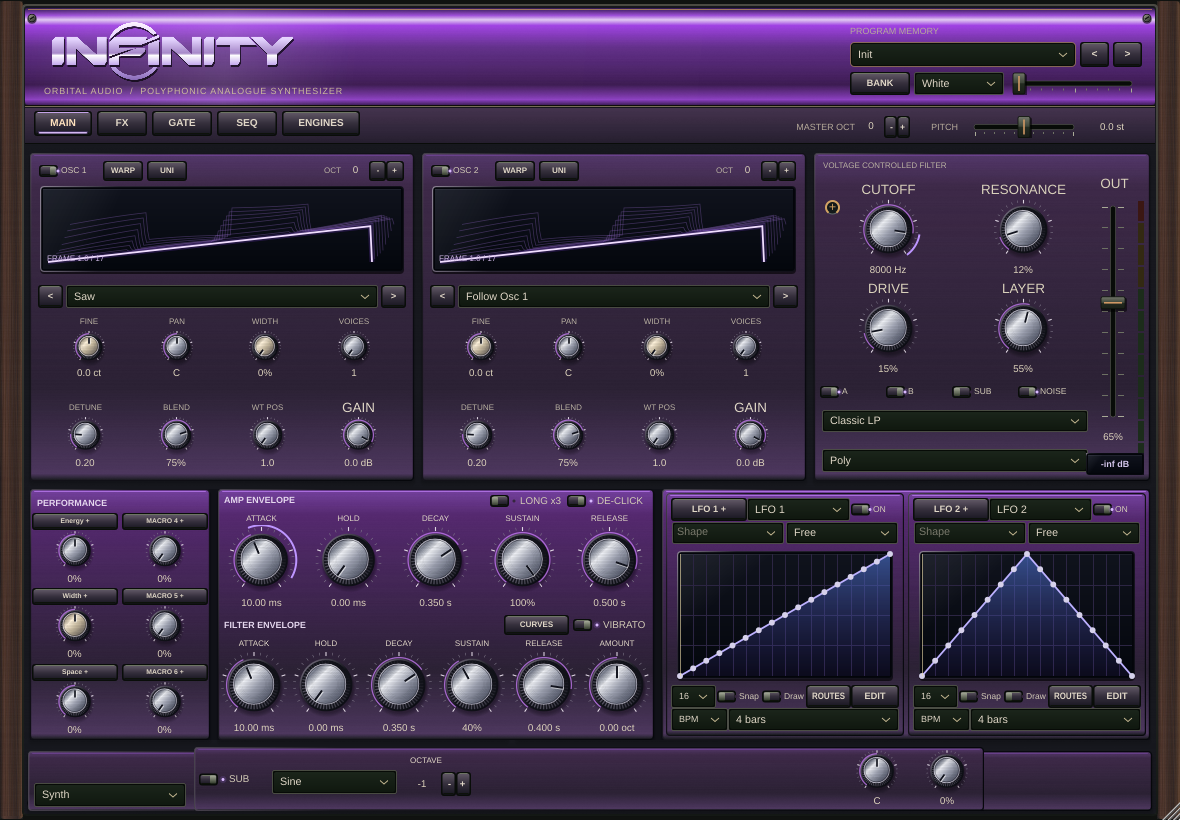 INFINITY
ORBITAL AUDIO / POLYPHONIC ANALOGUE SYNTHESIZER
PROGRAM MEMORY
Init < >
BANK White
MAIN FX GATE SEQ ENGINES
MASTER OCT 0 - + PITCH 0.0 st
OSC 1 WARP UNI OCT 0 - +
FRAME 1.0 / 17
< Saw >
FINE PAN WIDTH VOICES
0.0 ct C 0% 1
DETUNE BLEND WT POS GAIN
0.20 75% 1.0 0.0 dB
OSC 2 WARP UNI OCT 0 - +
FRAME 1.0 / 17
< Follow Osc 1 >
FINE PAN WIDTH VOICES
0.0 ct C 0% 1
DETUNE BLEND WT POS GAIN
0.20 75% 1.0 0.0 dB
VOLTAGE CONTROLLED FILTER
CUTOFF RESONANCE OUT
8000 Hz 12%
DRIVE LAYER
15% 55%
A B SUB NOISE
Classic LP
65%
Poly
-inf dB
PERFORMANCE
Energy + MACRO 4 +
0% 0%
Width + MACRO 5 +
0% 0%
Space + MACRO 6 +
0% 0%
AMP ENVELOPE LONG x3 DE-CLICK
ATTACK HOLD DECAY SUSTAIN RELEASE
10.00 ms 0.00 ms 0.350 s 100% 0.500 s
FILTER ENVELOPE CURVES VIBRATO
ATTACK HOLD DECAY SUSTAIN RELEASE AMOUNT
10.00 ms 0.00 ms 0.350 s 40% 0.400 s 0.00 oct
LFO 1 + LFO 1 ON
Shape Free
16 Snap Draw ROUTES EDIT
BPM 4 bars
LFO 2 + LFO 2 ON
Shape Free
16 Snap Draw ROUTES EDIT
BPM 4 bars
Synth
SUB Sine
OCTAVE
-1 - +
C 0%